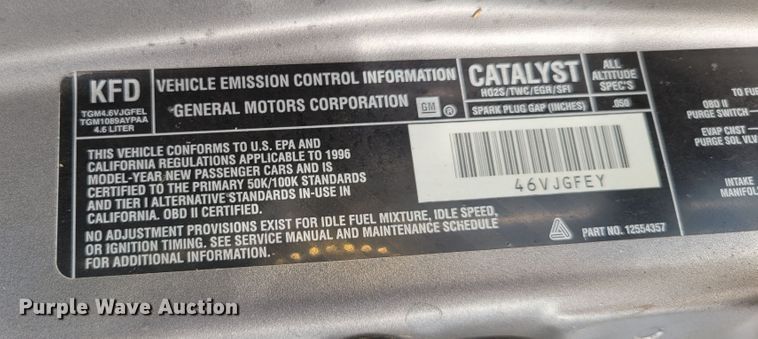 KFD
TGM4.6VJGFEL
TGM1089AYPAA
4.6 LITER
VEHICLE EMISSION CONTROL INFORMATION
GENERAL MOTORS CORPORATION GM ®
CATALYST
HO2S/TWC/EGR/SFI
SPARK PLUG GAP (INCHES)
ALL
ALTITUDE
SPEC'S
.050
THIS VEHICLE CONFORMS TO U.S. EPA AND
CALIFORNIA REGULATIONS APPLICABLE TO 1996
MODEL-YEAR NEW PASSENGER CARS AND IS
CERTIFIED TO THE PRIMARY 50K/100K STANDARDS
AND TIER I ALTERNATIVE STANDARDS IN-USE IN
CALIFORNIA. OBD II CERTIFIED.
NO ADJUSTMENT PROVISIONS EXIST FOR IDLE FUEL MIXTURE, IDLE SPEED,
OR IGNITION TIMING. SEE SERVICE MANUAL AND MAINTENANCE SCHEDULE
FOR ADDITIONAL INFORMATION.
46VJGFEY
PART NO. 12554357
TO FU
OBD II
PURGE SWITCH
EVAP CNST
PURGE SOL VLV
INTAKE
MANIFOL
Purple Wave Auction